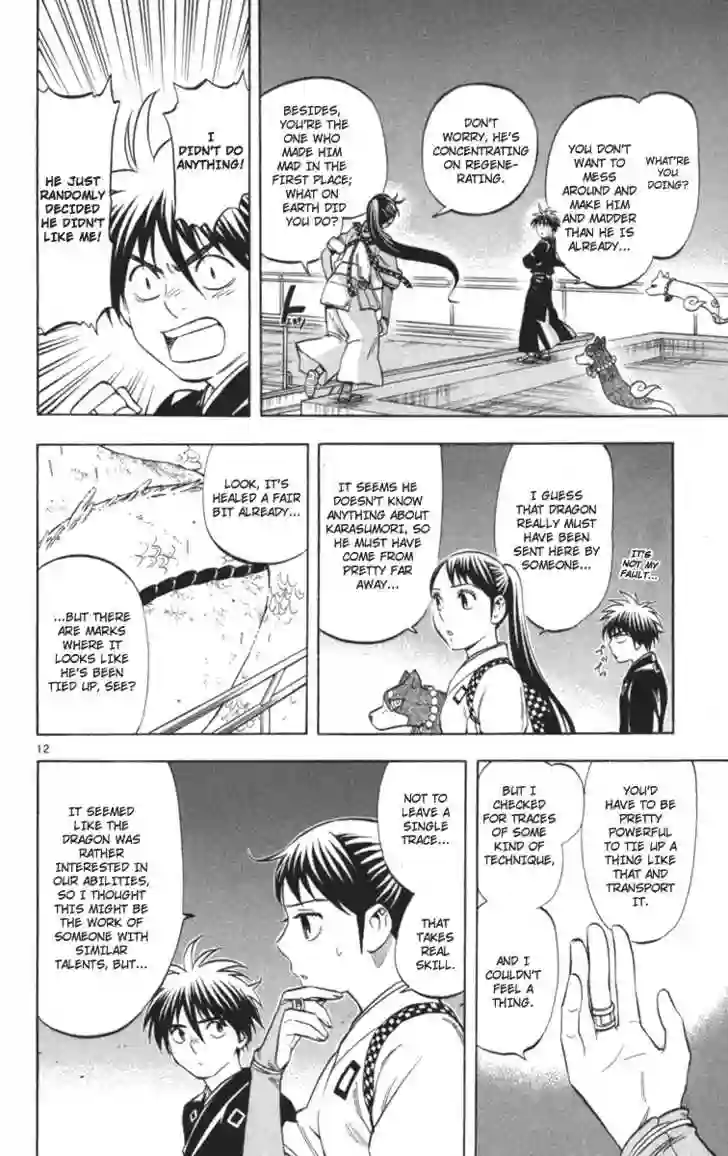 WHAT'RE
YOU
DOING?
YOU DON'T
WANT TO
MESS
AROUND AND
MAKE HIM
AND MADDER
THAN HE IS
ALREADY...
DON'T
WORRY, HE'S
CONCENTRATING
ON REGENE-
RATING.
BESIDES,
YOU'RE THE
ONE WHO
MADE HIM
MAD IN THE
FIRST PLACE;
WHAT ON
EARTH DID
YOU DO?
I
DIDN'T DO
ANYTHING!
HE JUST
RANDOMLY
DECIDED
HE DIDN'T
LIKE ME!
I GUESS
THAT DRAGON
REALLY MUST
HAVE BEEN
SENT HERE BY
SOMEONE...
IT'S
NOT MY
FAULT...
IT SEEMS HE
DOESN'T KNOW
ANYTHING ABOUT
KARASUMORI, SO
HE MUST HAVE
COME FROM
PRETTY FAR
AWAY...
LOOK, IT'S
HEALED A FAIR
BIT ALREADY...
...BUT THERE
ARE MARKS
WHERE IT
LOOKS LIKE
HE'S BEEN
TIED UP, SEE?
12
YOU'D
HAVE TO BE
PRETTY
POWERFUL
TO TIE UP A
THING LIKE
THAT AND
TRANSPORT
IT.
BUT I
CHECKED
FOR TRACES
OF SOME
KIND OF
TECHNIQUE,
AND I
COULDN'T
FEEL A
THING.
NOT TO
LEAVE A
SINGLE
TRACE...
THAT
TAKES
REAL
SKILL.
IT SEEMED
LIKE THE
DRAGON WAS
RATHER
INTERESTED IN
OUR ABILITIES,
SO I THOUGHT
THIS MIGHT BE
THE WORK OF
SOMEONE WITH
SIMILAR
TALENTS, BUT...